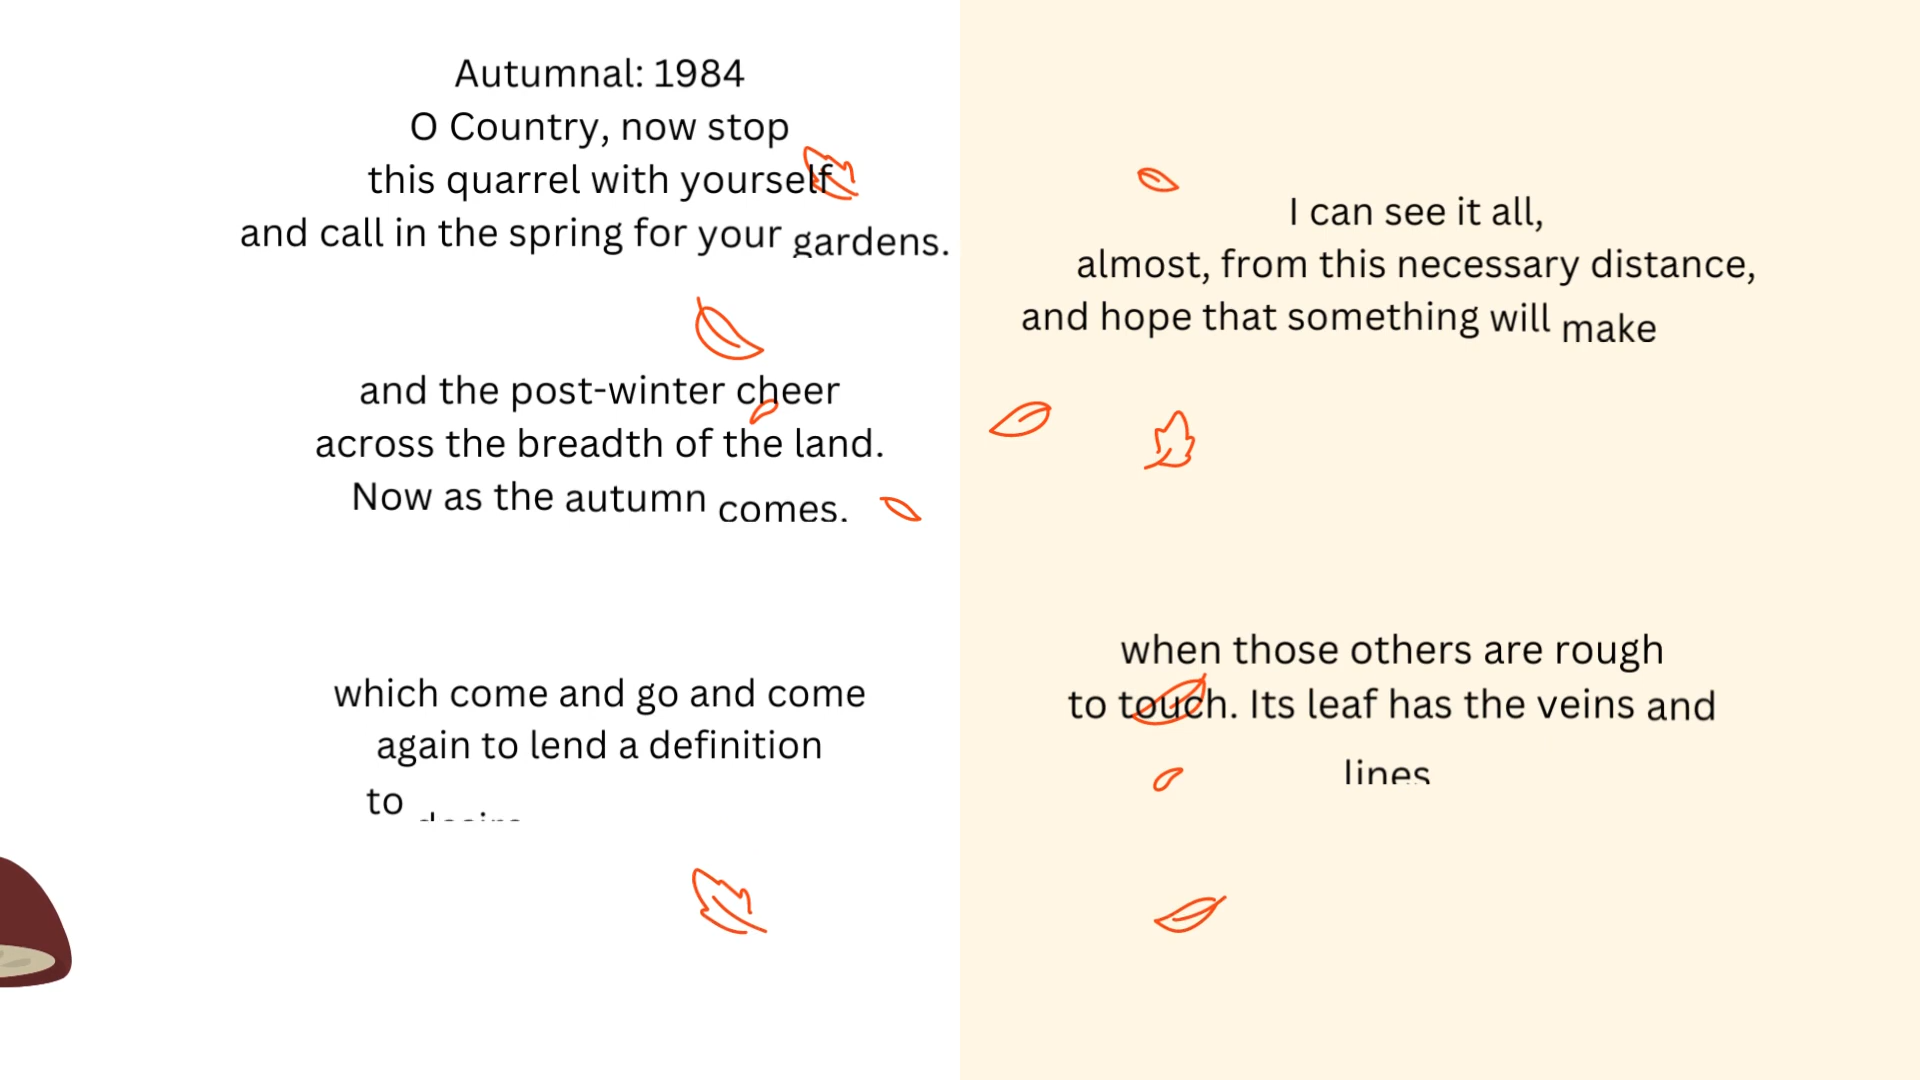 Autumnal: 1984
O Country, now stop
this quarrel with yourself
and call in the spring for your gardens.
and the post-winter cheer
across the breadth of the land.
Now as the autumn comes.
which come and go and come
again to lend a definition
to
I can see it all,
almost, from this necessary distance,
and hope that something will make
when those others are rough
to touch. Its leaf has the veins and
lines